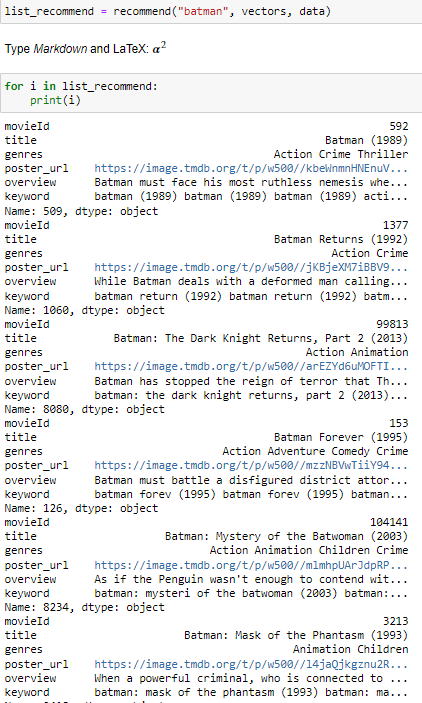 list_recommend = recommend("batman", vectors, data)
Type Markdown and LaTeX: α²
for i in list_recommend:
    print(i)
movieId 592
title Batman (1989)
genres Action Crime Thriller
poster_url https://image.tmdb.org/t/p/w500//kbeWnmnHNEnuV...
overview Batman must face his most ruthless nemesis whe...
keyword batman (1989) batman (1989) batman (1989) acti...
Name: 509, dtype: object
movieId 1377
title Batman Returns (1992)
genres Action Crime
poster_url https://image.tmdb.org/t/p/w500//jKBjeXM7iBBV9...
overview While Batman deals with a deformed man calling...
keyword batman return (1992) batman return (1992) batm...
Name: 1060, dtype: object
movieId 99813
title Batman: The Dark Knight Returns, Part 2 (2013)
genres Action Animation
poster_url https://image.tmdb.org/t/p/w500//arEZYd6uMOFTI...
overview Batman has stopped the reign of terror that Th...
keyword batman: the dark knight returns, part 2 (2013)...
Name: 8080, dtype: object
movieId 153
title Batman Forever (1995)
genres Action Adventure Comedy Crime
poster_url https://image.tmdb.org/t/p/w500//mzzNBVwTiiY94...
overview Batman must battle a disfigured district attor...
keyword batman forev (1995) batman forev (1995) batman...
Name: 126, dtype: object
movieId 104141
title Batman: Mystery of the Batwoman (2003)
genres Action Animation Children Crime
poster_url https://image.tmdb.org/t/p/w500//mlmhpUArJdpRP...
overview As if the Penguin wasn't enough to contend wit...
keyword batman: mysteri of the batwoman (2003) batman:...
Name: 8234, dtype: object
movieId 3213
title Batman: Mask of the Phantasm (1993)
genres Animation Children
poster_url https://image.tmdb.org/t/p/w500//l4jaQjkgznu2R...
overview When a powerful criminal, who is connected to ...
keyword batman: mask of the phantasm (1993) batman: ma...